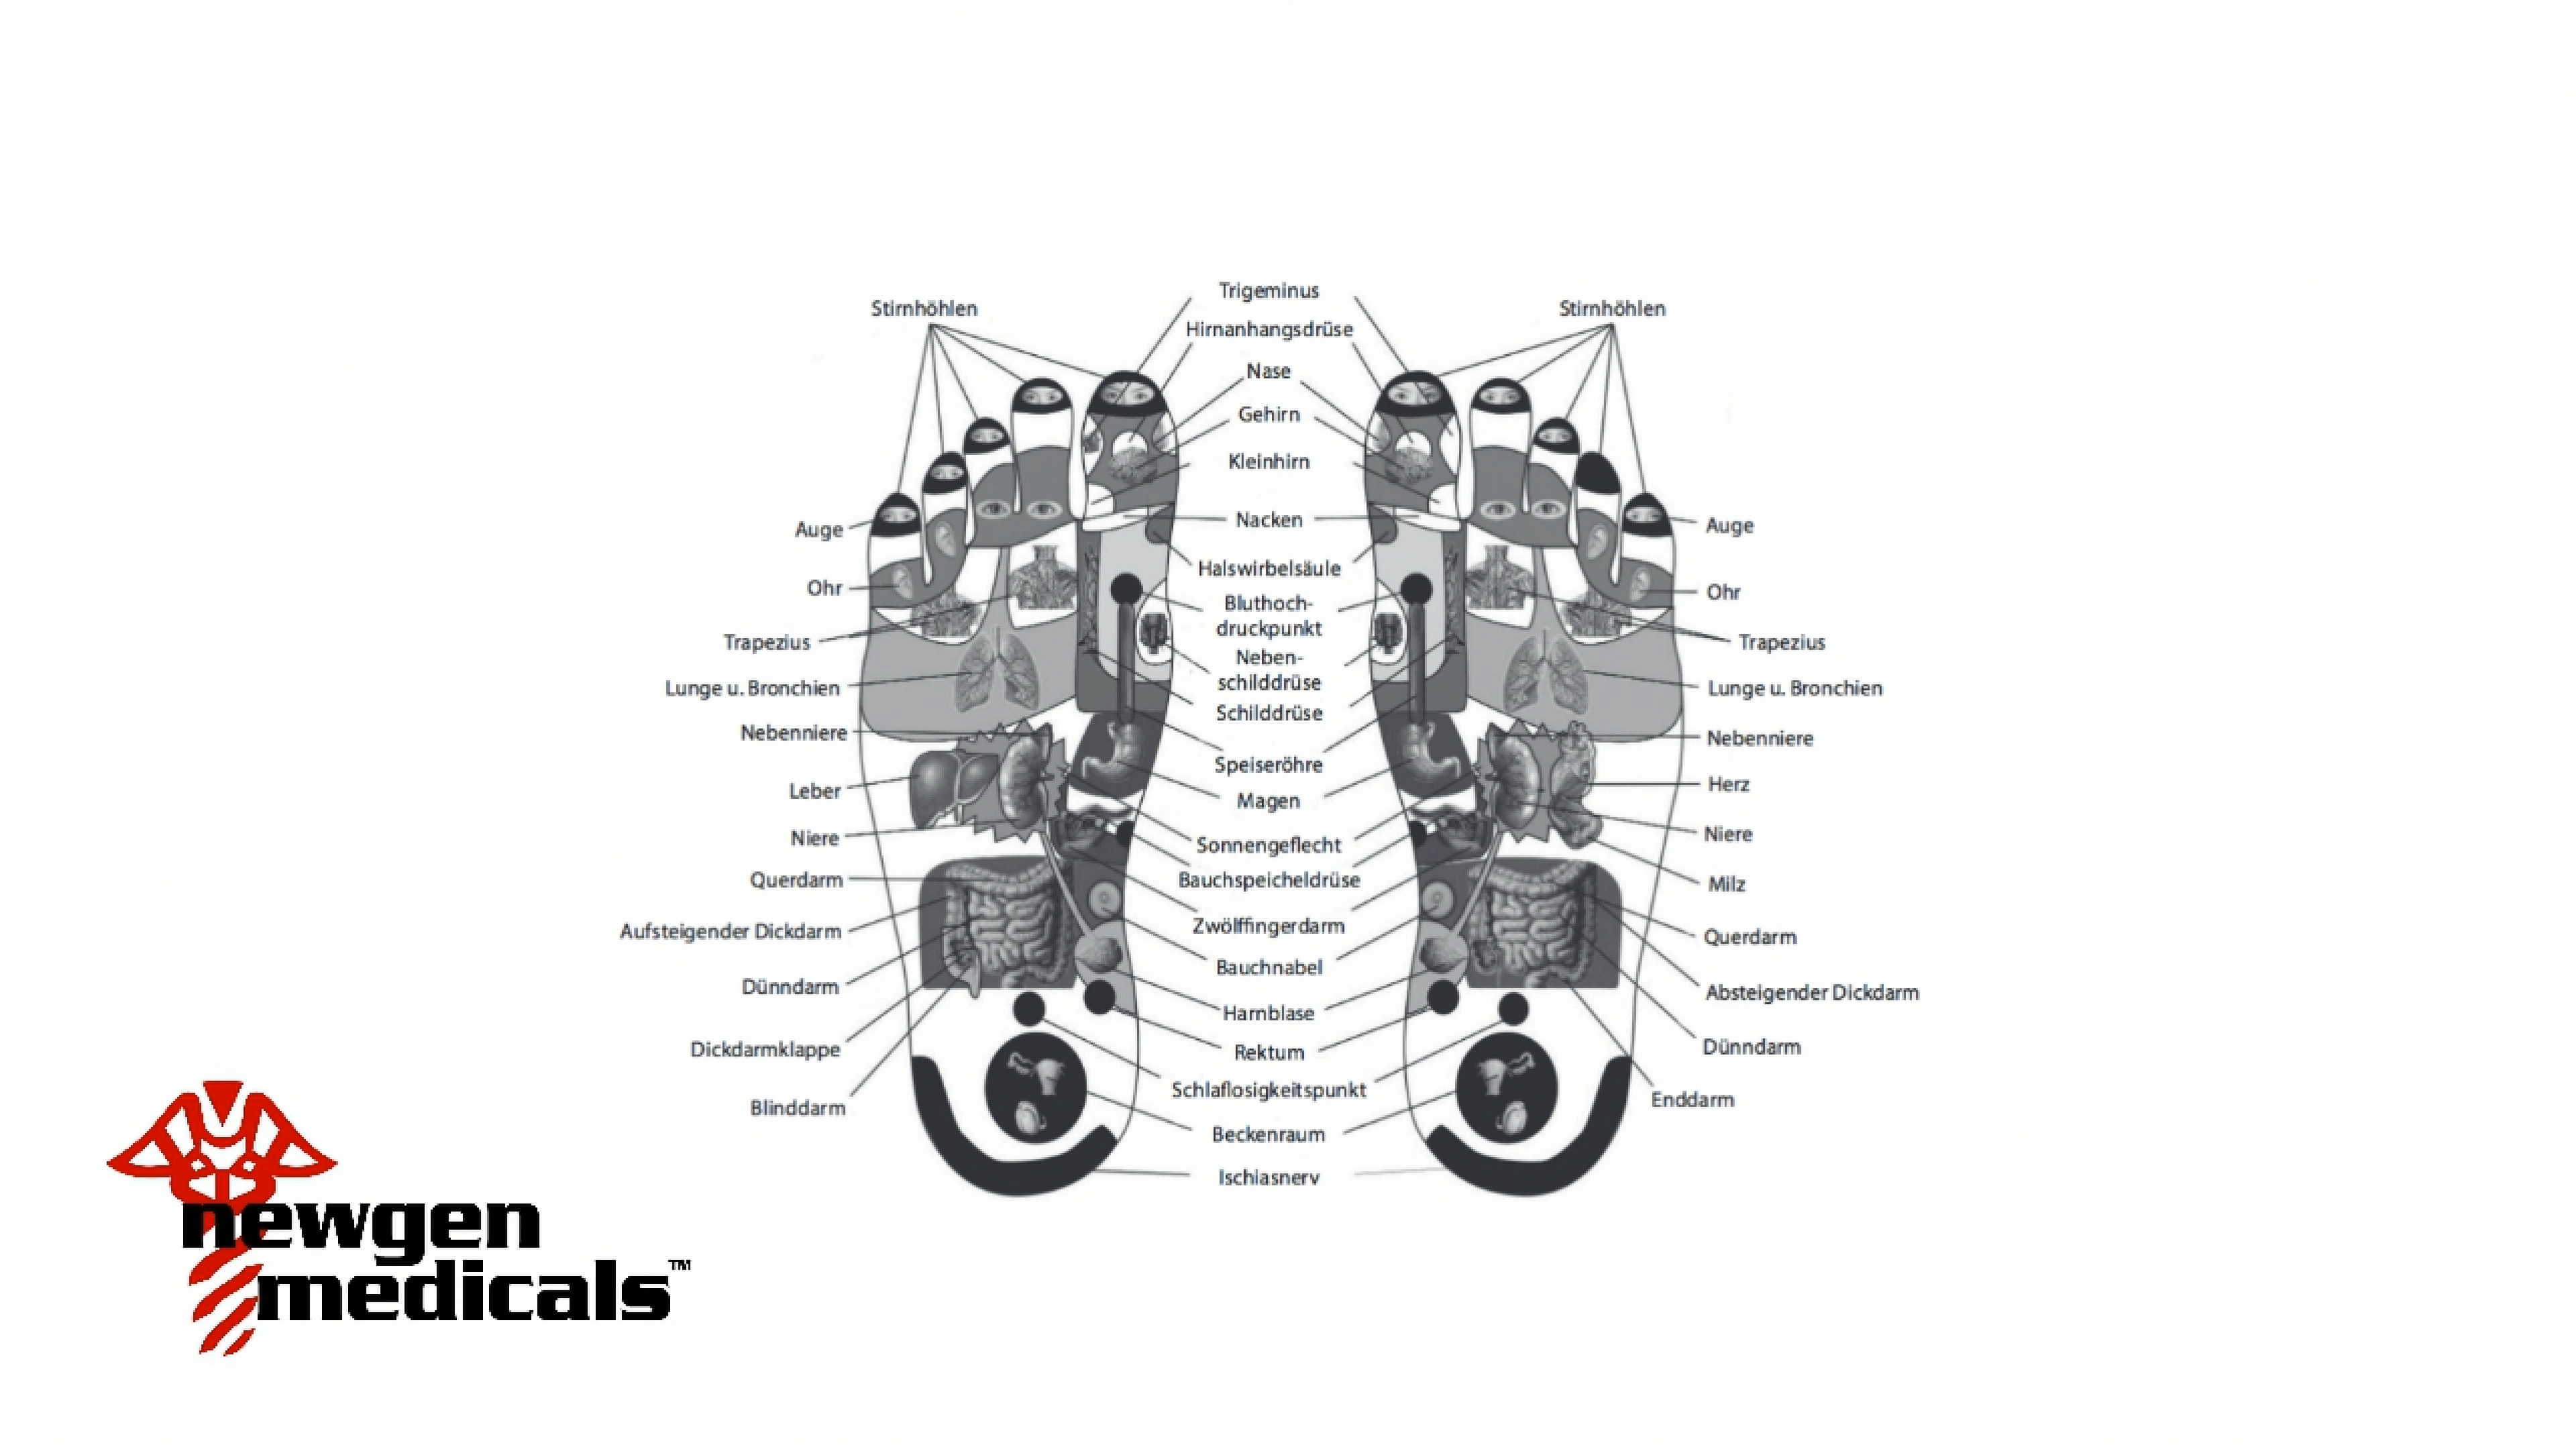 Stirnhöhlen
Auge
Ohr
Trapezius
Lunge u. Bronchien
Nebenniere
Leber
Niere
Querdarm
Aufsteigender Dickdarm
Dünndarm
Dickdarmklappe
Blinddarm
Trigeminus
Hirnanhangsdrüse
Nase
Gehirn
Kleinhirn
Nacken
Halswirbelsäule
Bluthoch-
druckpunkt
Neben-
schilddrüse
Schilddrüse
Speiseröhre
Magen
Sonnengeflecht
Bauchspeicheldrüse
Zwölffingerdarm
Bauchnabel
Harnblase
Rektum
Schlaflosigkeitspunkt
Beckenraum
Ischiasnerv
Stirnhöhlen
Auge
Ohr
Trapezius
Lunge u. Bronchien
Nebenniere
Herz
Niere
Milz
Querdarm
Absteigender Dickdarm
Dünndarm
Enddarm
newgen
medicals™